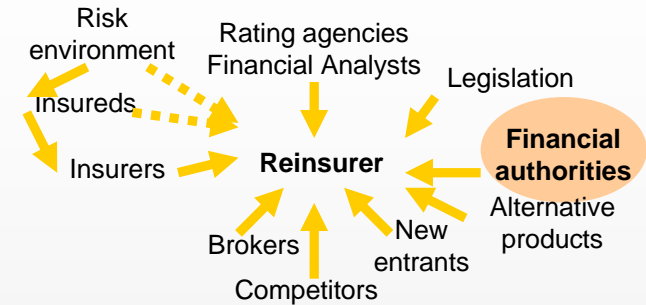 Risk
environment
Rating agencies
Financial Analysts
Legislation
Insureds
Financial
authorities
Insurers
Reinsurer
Alternative
products
Brokers
New
entrants
Competitors